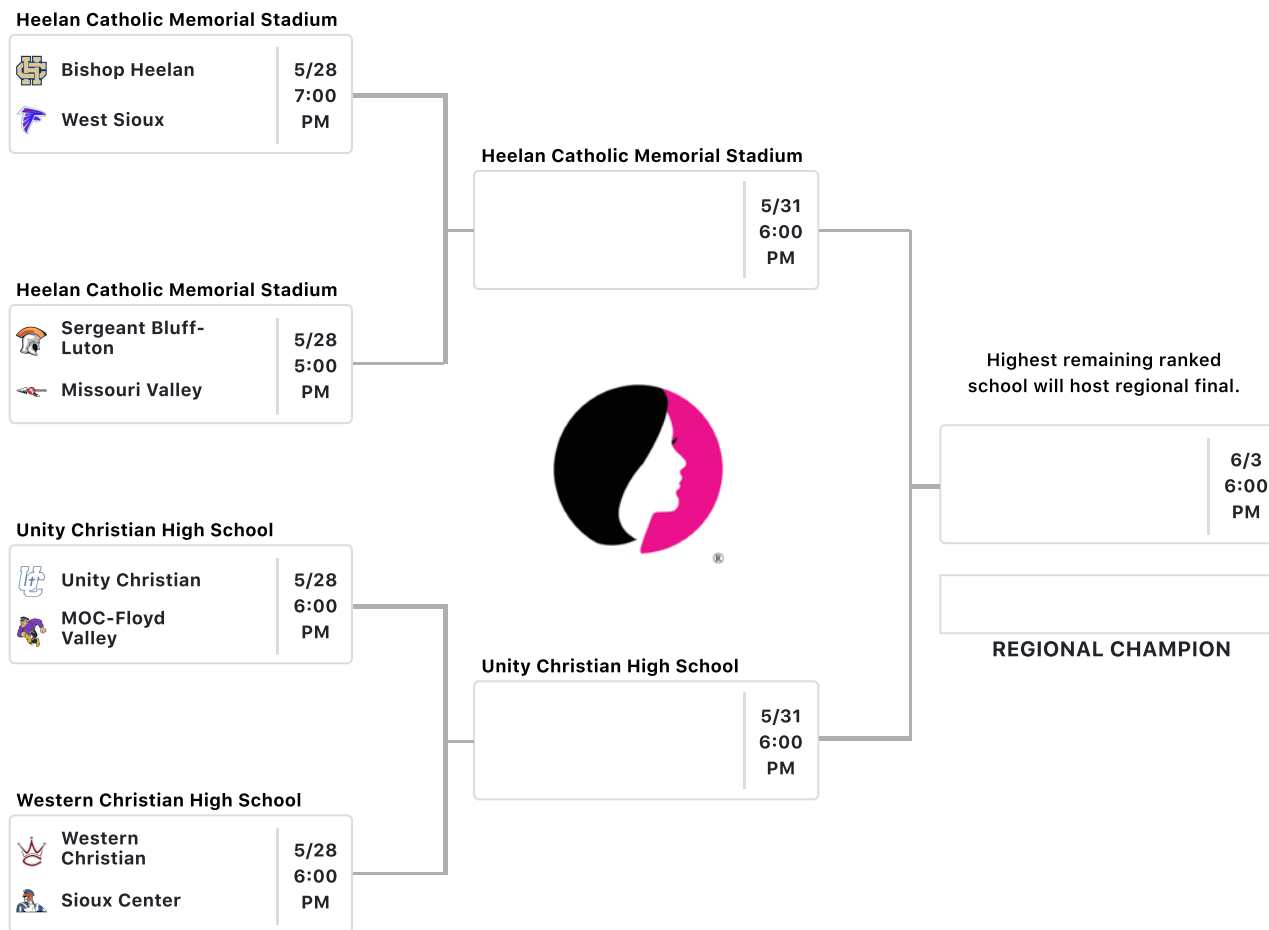 Heelan Catholic Memorial Stadium
Bishop Heelan
West Sioux
5/28
7:00
PM
Heelan Catholic Memorial Stadium
5/31
6:00
PM
Heelan Catholic Memorial Stadium
Sergeant Bluff-
Luton
Missouri Valley
5/28
5:00
PM
Highest remaining ranked
school will host regional final.
6/3
6:00
PM
®
REGIONAL CHAMPION
Unity Christian High School
Unity Christian
MOC-Floyd
Valley
5/28
6:00
PM
Unity Christian High School
5/31
6:00
PM
Western Christian High School
Western
Christian
Sioux Center
5/28
6:00
PM